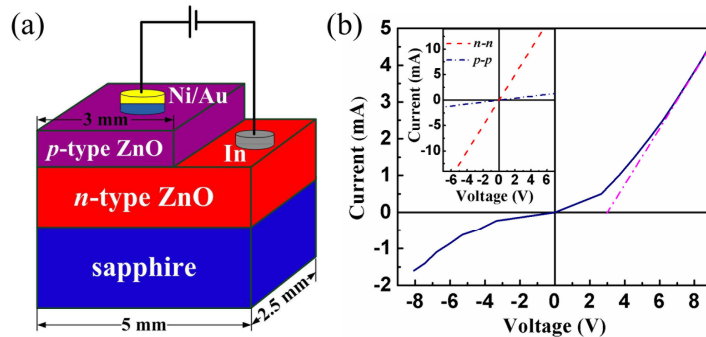 (a)
Ni/Au
3 mm
p-type ZnO
In
n-type ZnO
sapphire
2.5 mm
5 mm
(b)
Current (mA)
5
4
3
2
1
0
-1
-2
-8 -6 -4 -2 0 2 4 6 8
Voltage (V)
Current (mA)
10
5
0
-5
-10
n-n
p-p
-6 -4 -2 0 2 4 6
Voltage (V)